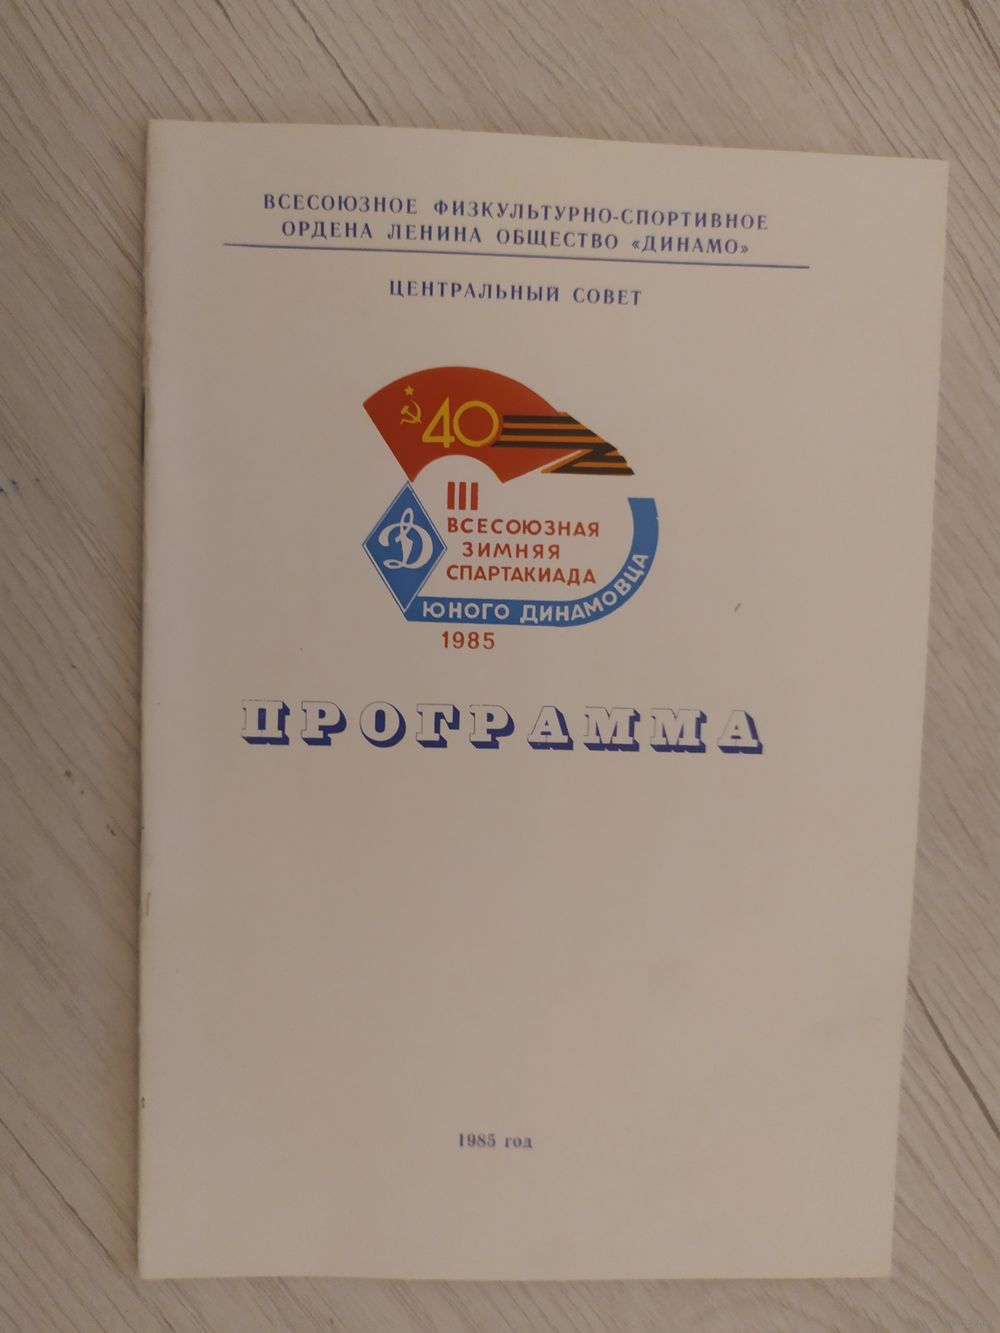 ВСЕСОЮЗНОЕ ФИЗКУЛЬТУРНО-СПОРТИВНОЕ
ОРДЕНА ЛЕНИНА ОБЩЕСТВО «ДИНАМО»
ЦЕНТРАЛЬНЫЙ СОВЕТ
40
III
ВСЕСОЮЗНАЯ
ЗИМНЯЯ
СПАРТАКИАДА
Д
ЮНОГО ДИНАМОВЦА
1985
ПРОГРАММА
1985 год